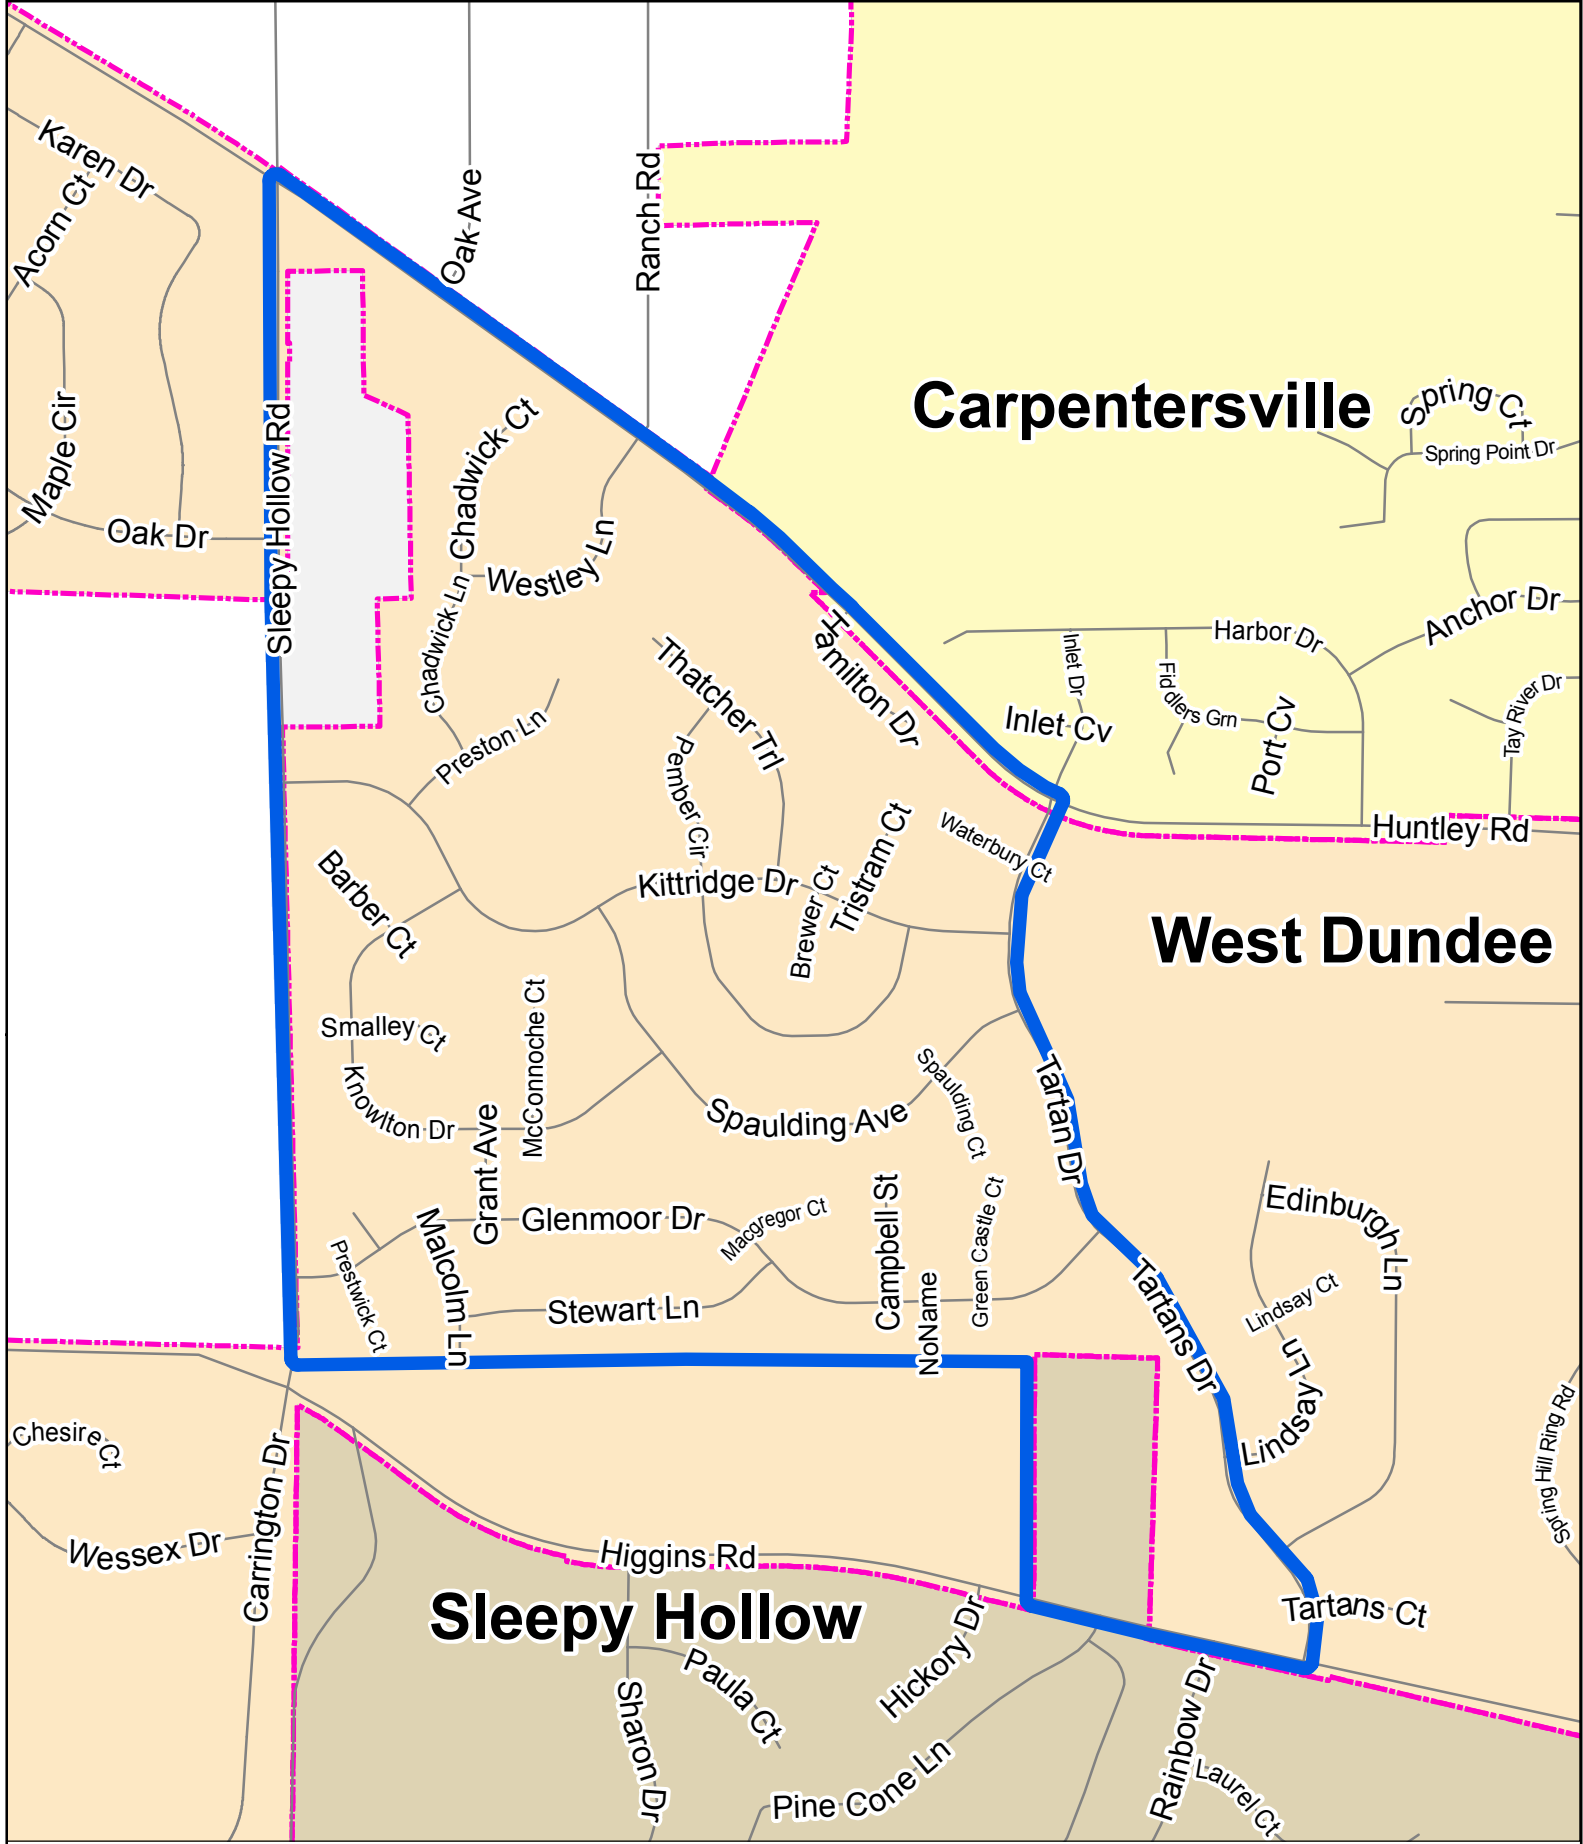 Karen Dr
Acorn Ct
Oak Ave
Ranch Rd
Carpentersville
Spring Ct
Spring Point Dr
Maple Cir
Oak Dr
Sleepy Hollow Rd
Chadwick Ct
Westley Ln
Chadwick Ln
Hamilton Dr
Anchor Dr
Harbor Dr
Inlet Dr
Fiddlers Grn
Inlet Cv
Port Cv
Tay River Dr
Thatcher Trl
Preston Ln
Pember Cir
Huntley Rd
Waterbury Ct
Tristram Ct
Brewer Ct
Kittridge Dr
Barber Ct
West Dundee
Smalley Ct
McConnoche Ct
Knowlton Dr
Grant Ave
Spaulding Ave
Spaulding Ct
Tartan Dr
Edinburgh Ln
Glenmoor Dr
Macgregor Ct
Campbell St
Green Castle Ct
Malcolm Ln
Prestwick Ct
Stewart Ln
NoName
Tartans Dr
Lindsay Ct
Lindsay Ln
Spring Hill Ring Rd
Chesire Ct
Carrington Dr
Wessex Dr
Higgins Rd
Sleepy Hollow
Hickory Dr
Tartans Ct
Paula Ct
Sharon Dr
Pine Cone Ln
Rainbow Dr
Laurel Ct